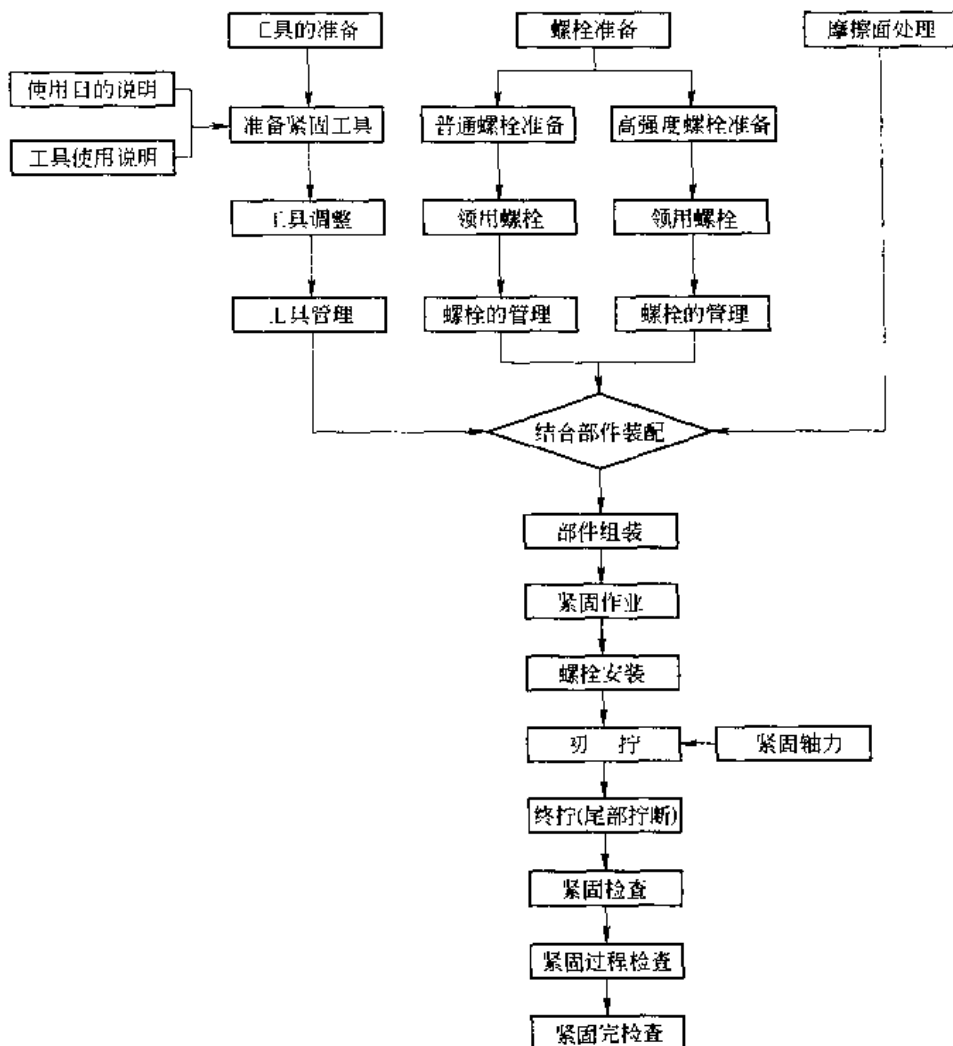 工具的准备
螺栓准备
摩擦面处理
使用目的说明
准备紧固工具
普通螺栓准备
高强度螺栓准备
工具使用说明
工具调整
领用螺栓
领用螺栓
工具管理
螺栓的管理
螺栓的管理
结合部件装配
部件组装
紧固作业
螺栓安装
初 拧
紧固轴力
终拧(尾部拧断)
紧固检查
紧固过程检查
紧固完检查